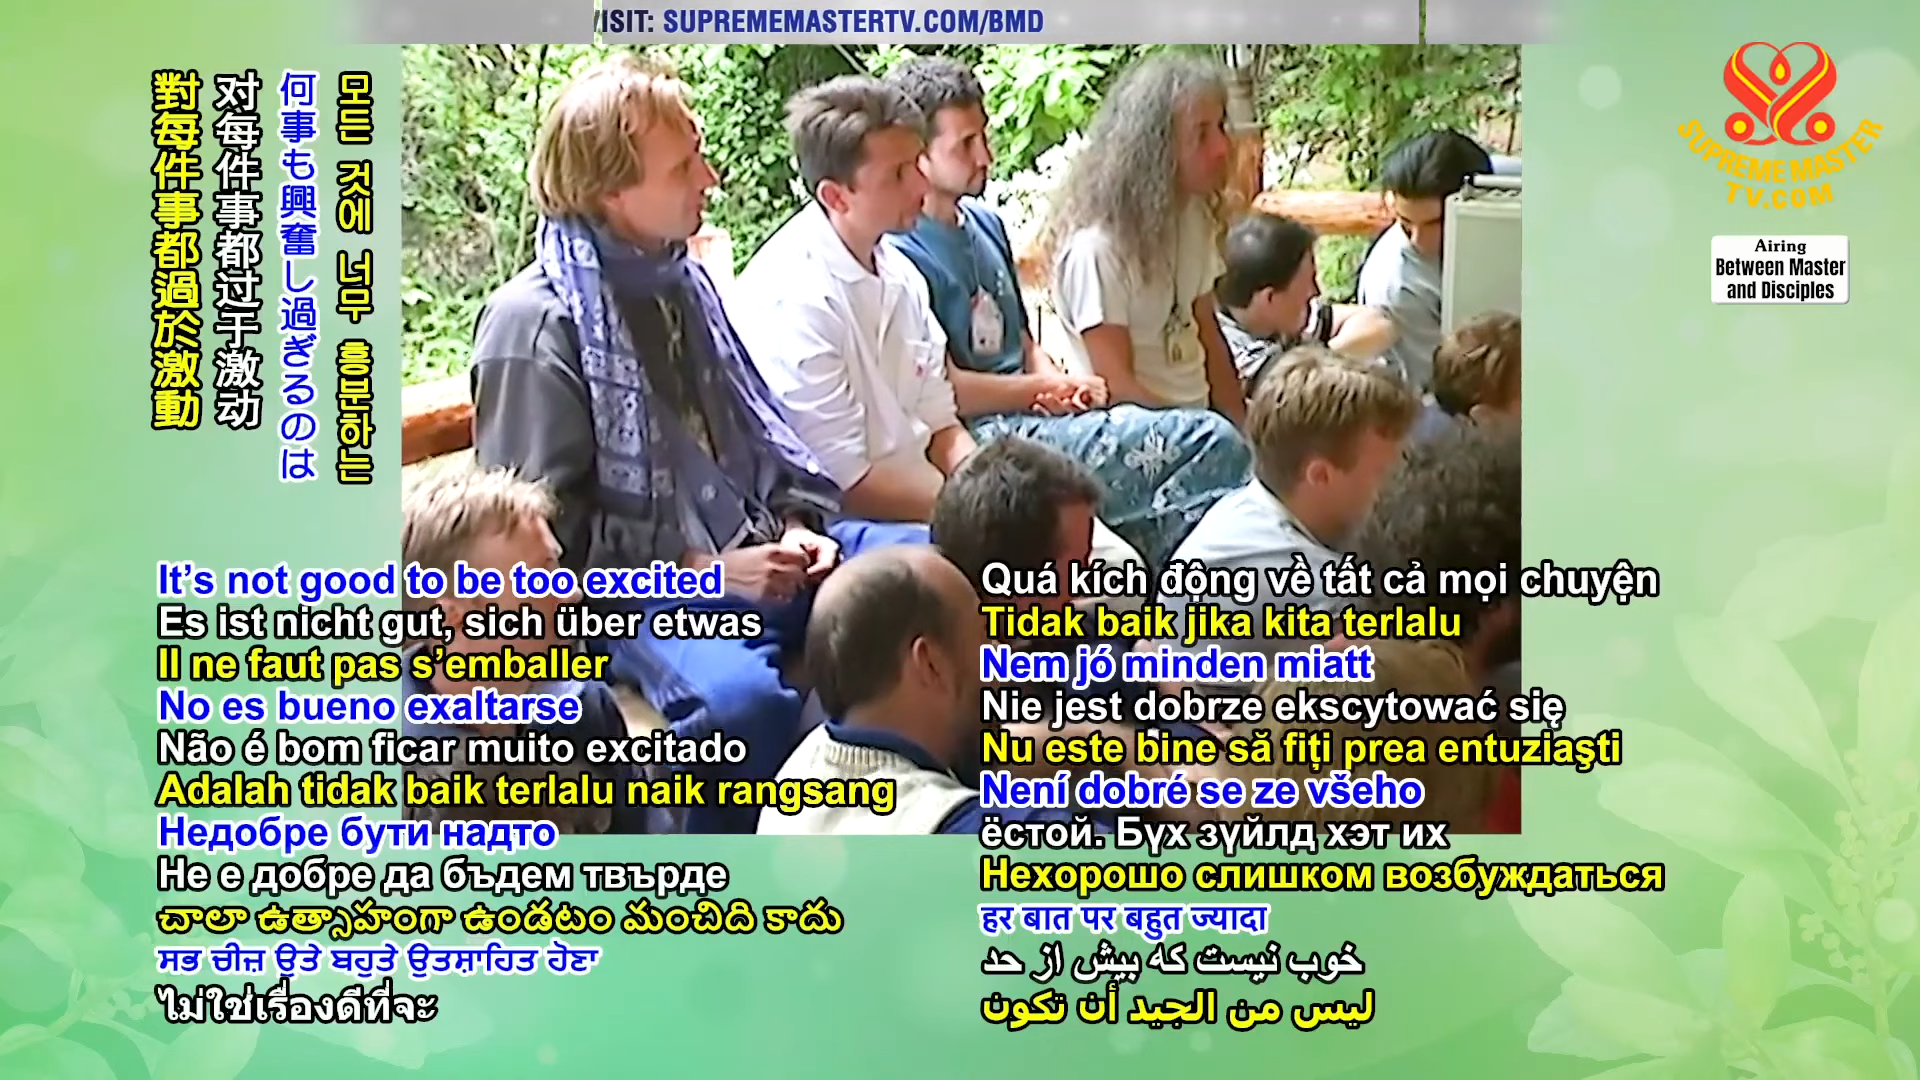 VISIT: SUPREMEMASTERTV.COM/BMD
SUPREME MASTER
TV.COM
Airing
Between Master
and Disciples
對每件事都過於激動
对每件事都过于激动
何事も興奮し過ぎるのは
모든 것에 너무 흥분하는
It’s not good to be too excited
Es ist nicht gut, sich über etwas
Il ne faut pas s’emballer
No es bueno exaltarse
Não é bom ficar muito excitado
Adalah tidak baik terlalu naik rangsang
Недобре бути надто
Не е добре да бъдем твърде
చాలా ఉత్సాహంగా ఉండటం మంచిది కాదు
ਸਭ ਚੀਜ਼ ਉਤੇ ਬਹੁਤੇ ਉਤਸ਼ਾਹਿਤ ਹੋਣਾ
ไม่ใช่เรื่องดีที่จะ
Quá kích động về tất cả mọi chuyện
Tidak baik jika kita terlalu
Nem jó minden miatt
Nie jest dobrze ekscytować się
Nu este bine să fiți prea entuziaşti
Není dobré se ze všeho
ёстой. Бүх зүйлд хэт их
Нехорошо слишком возбуждаться
हर बात पर बहुत ज्यादा
خوب نیست که بیش از حد
ليس من الجيد أن تكون